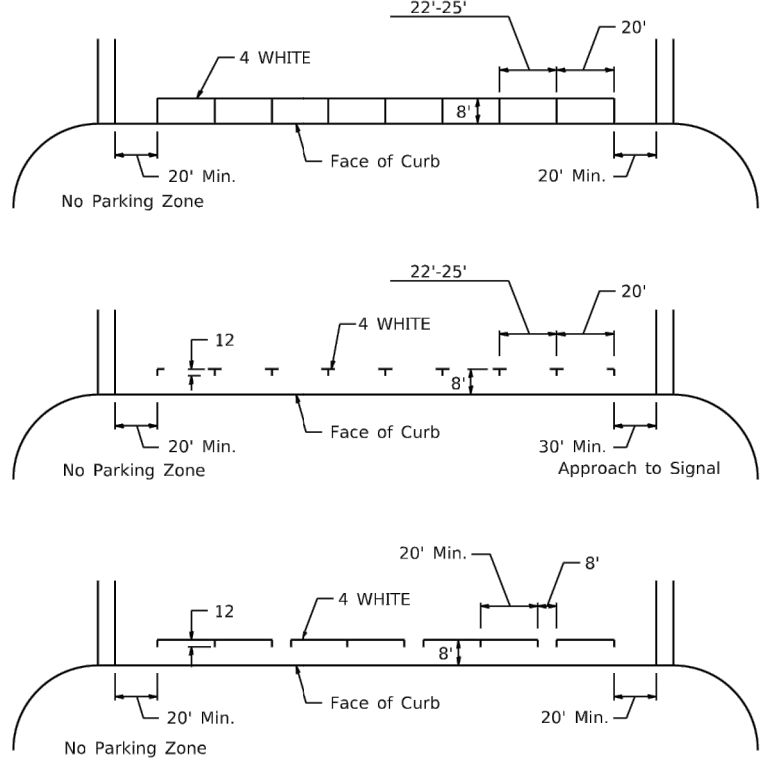 22'-25'
20'
4 WHITE
8'
Face of Curb
20' Min.
20' Min.
No Parking Zone
22'-25'
20'
4 WHITE
12
8'
Face of Curb
20' Min.
30' Min.
No Parking Zone
Approach to Signal
20' Min.
8'
12
4 WHITE
8'
Face of Curb
20' Min.
20' Min.
No Parking Zone